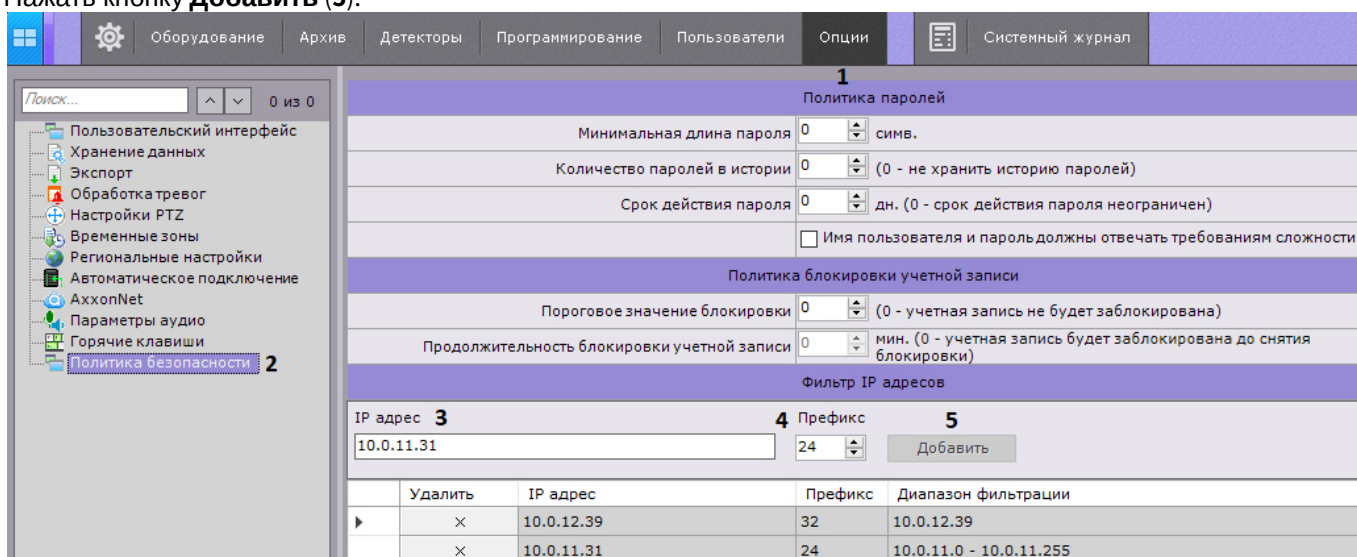 Нажать кнопку Добавить (5).
Оборудование Архив Детекторы Программирование Пользователи Опции Системный журнал
1
Поиск... 0 из 0
Пользовательский интерфейс
Хранение данных
Экспорт
Обработка тревог
Настройки PTZ
Временные зоны
Региональные настройки
Автоматическое подключение
AxxonNet
Параметры аудио
Горячие клавиши
Политика безопасности 2
Политика паролей
Минимальная длина пароля 0 симв.
Количество паролей в истории 0 (0 - не хранить историю паролей)
Срок действия пароля 0 дн. (0 - срок действия пароля неограничен)
Имя пользователя и пароль должны отвечать требованиям сложности
Политика блокировки учетной записи
Пороговое значение блокировки 0 (0 - учетная запись не будет заблокирована)
Продолжительность блокировки учетной записи 0 мин. (0 - учетная запись будет заблокирована до снятия
блокировки)
Фильтр IP адресов
IP адрес 3 4 Префикс 5
10.0.11.31 24 Добавить
Удалить IP адрес Префикс Диапазон фильтрации
10.0.12.39 32 10.0.12.39
10.0.11.31 24 10.0.11.0 - 10.0.11.255